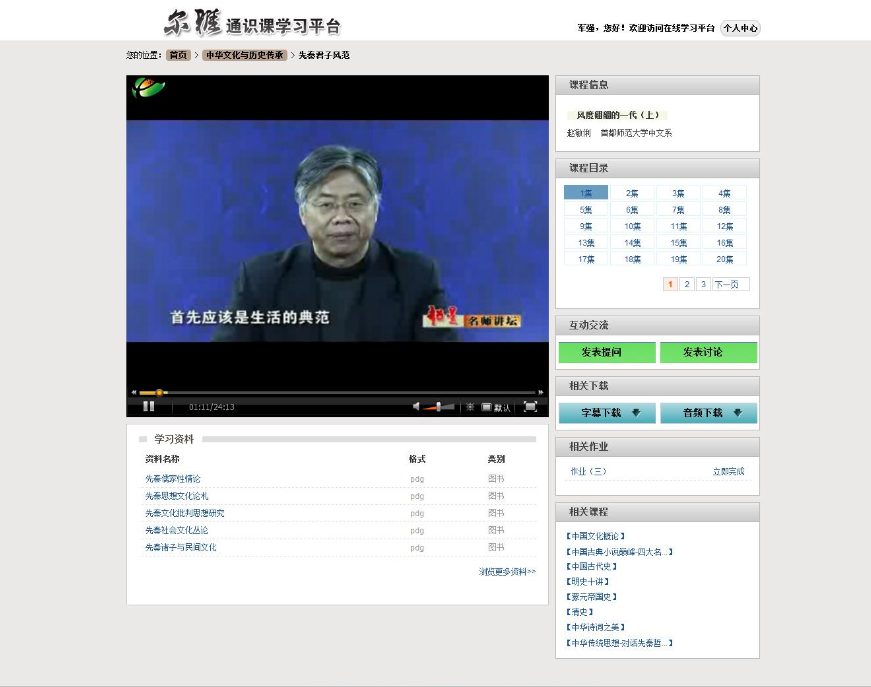 尔雅 通识课学习平台
军强，您好！欢迎访问在线学习平台 个人中心
您的位置： 首页 > 中华文化与历史传承 > 先秦君子风范
首先应该是生活的典范
名师讲坛
01:11/24:13
默认
学习资料
资料名称 格式 类别
先秦儒家性情论 pdg 图书
先秦思想文化论札 pdg 图书
先秦文化批判思想研究 pdg 图书
先秦社会文化丛论 pdg 图书
先秦诸子与民间文化 pdg 图书
浏览更多资料>>
课程信息
风度翩翩的一代（上）
赵敏俐 首都师范大学中文系
课程目录
1集 2集 3集 4集
5集 6集 7集 8集
9集 10集 11集 12集
13集 14集 15集 16集
17集 18集 19集 20集
1 2 3 下一页
互动交流
发表提问 发表讨论
相关下载
字幕下载 音频下载
相关作业
作业（三） 立即完成
相关课程
【中国文化概论】
【中国古典小说巅峰-四大名...】
【中国古代史】
【明史十讲】
【蒙元帝国史】
【清史】
【中华诗词之美】
【中华传统思想-对话先秦哲...】